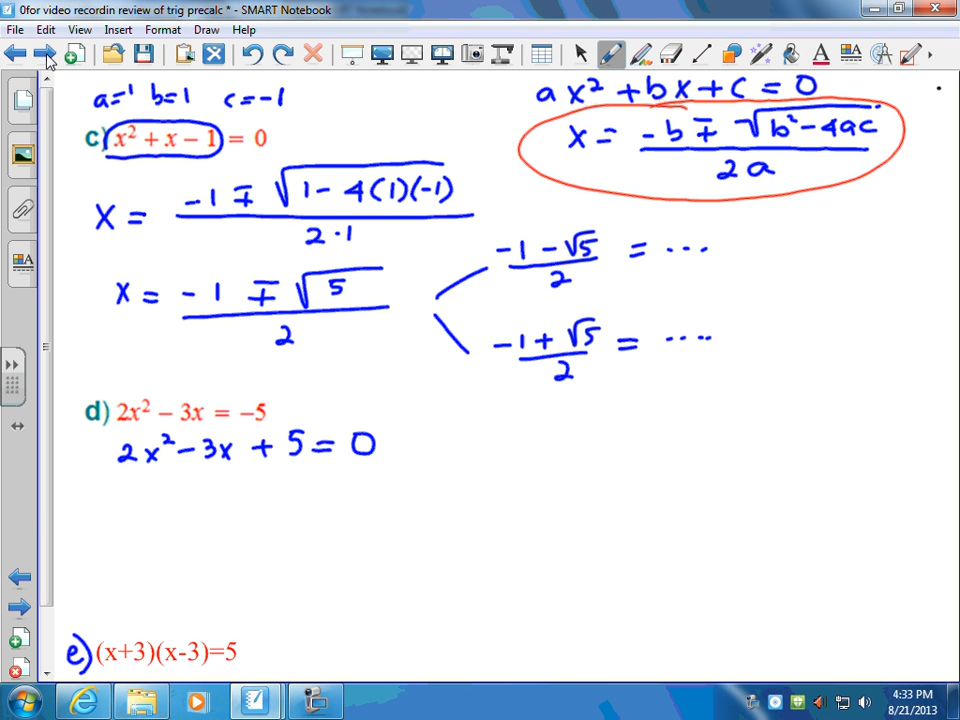 0for video recordin review of trig precalc * - SMART Notebook
File Edit View Insert Format Draw Help
a=1 b=1 c=-1
ax² + bx + c = 0
c) x² + x − 1 = 0
x = (-b ∓ √(b² − 4ac)) / 2a
x = (-1 ∓ √(1 − 4(1)(-1))) / 2·1
(-1 − √5) / 2 = ...
x = (-1 ∓ √5) / 2
(-1 + √5) / 2 = ....
d) 2x² − 3x = −5
2x² − 3x + 5 = 0
e) (x+3)(x-3)=5
4:33 PM
8/21/2013